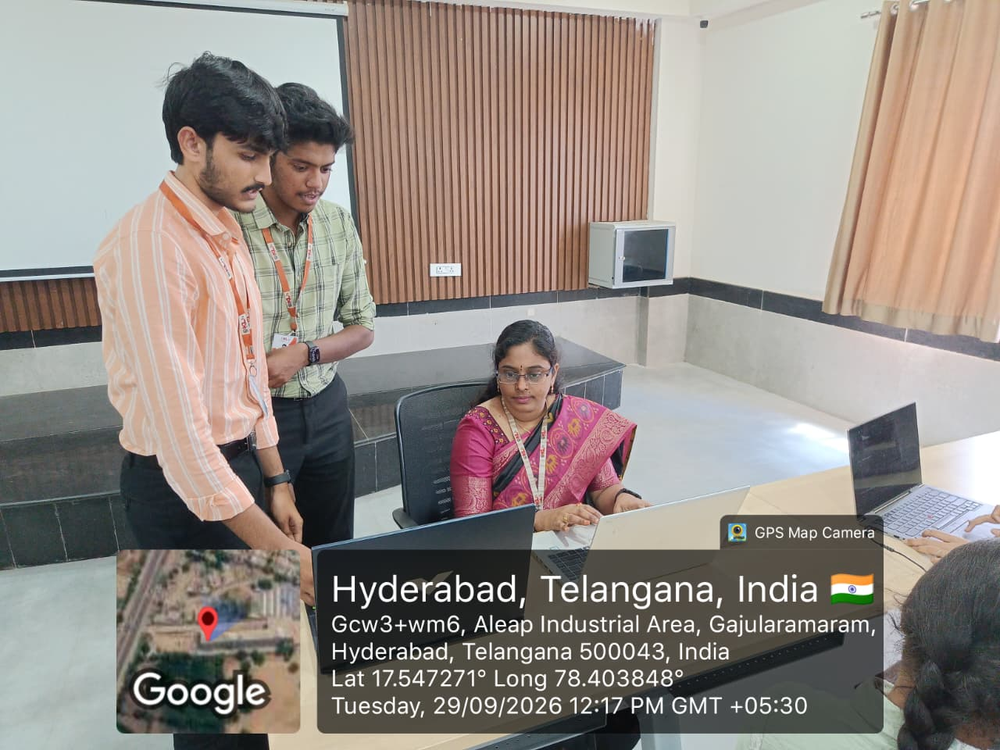 GPS Map Camera
Hyderabad, Telangana, India 🇮🇳
Gcw3+wm6, Aleap Industrial Area, Gajularamaram,
Hyderabad, Telangana 500043, India
Lat 17.547271° Long 78.403848°
Tuesday, 29/09/2026 12:17 PM GMT +05:30
Google